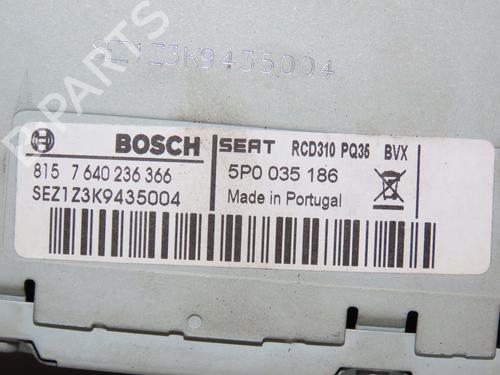 SEZ1Z3K9435004
B-PARTS
BOSCH
SEAT RCD310 PQ35 BVX
815 7 640 236 366
5P0 035 186
SEZ1Z3K9435004
Made in Portugal